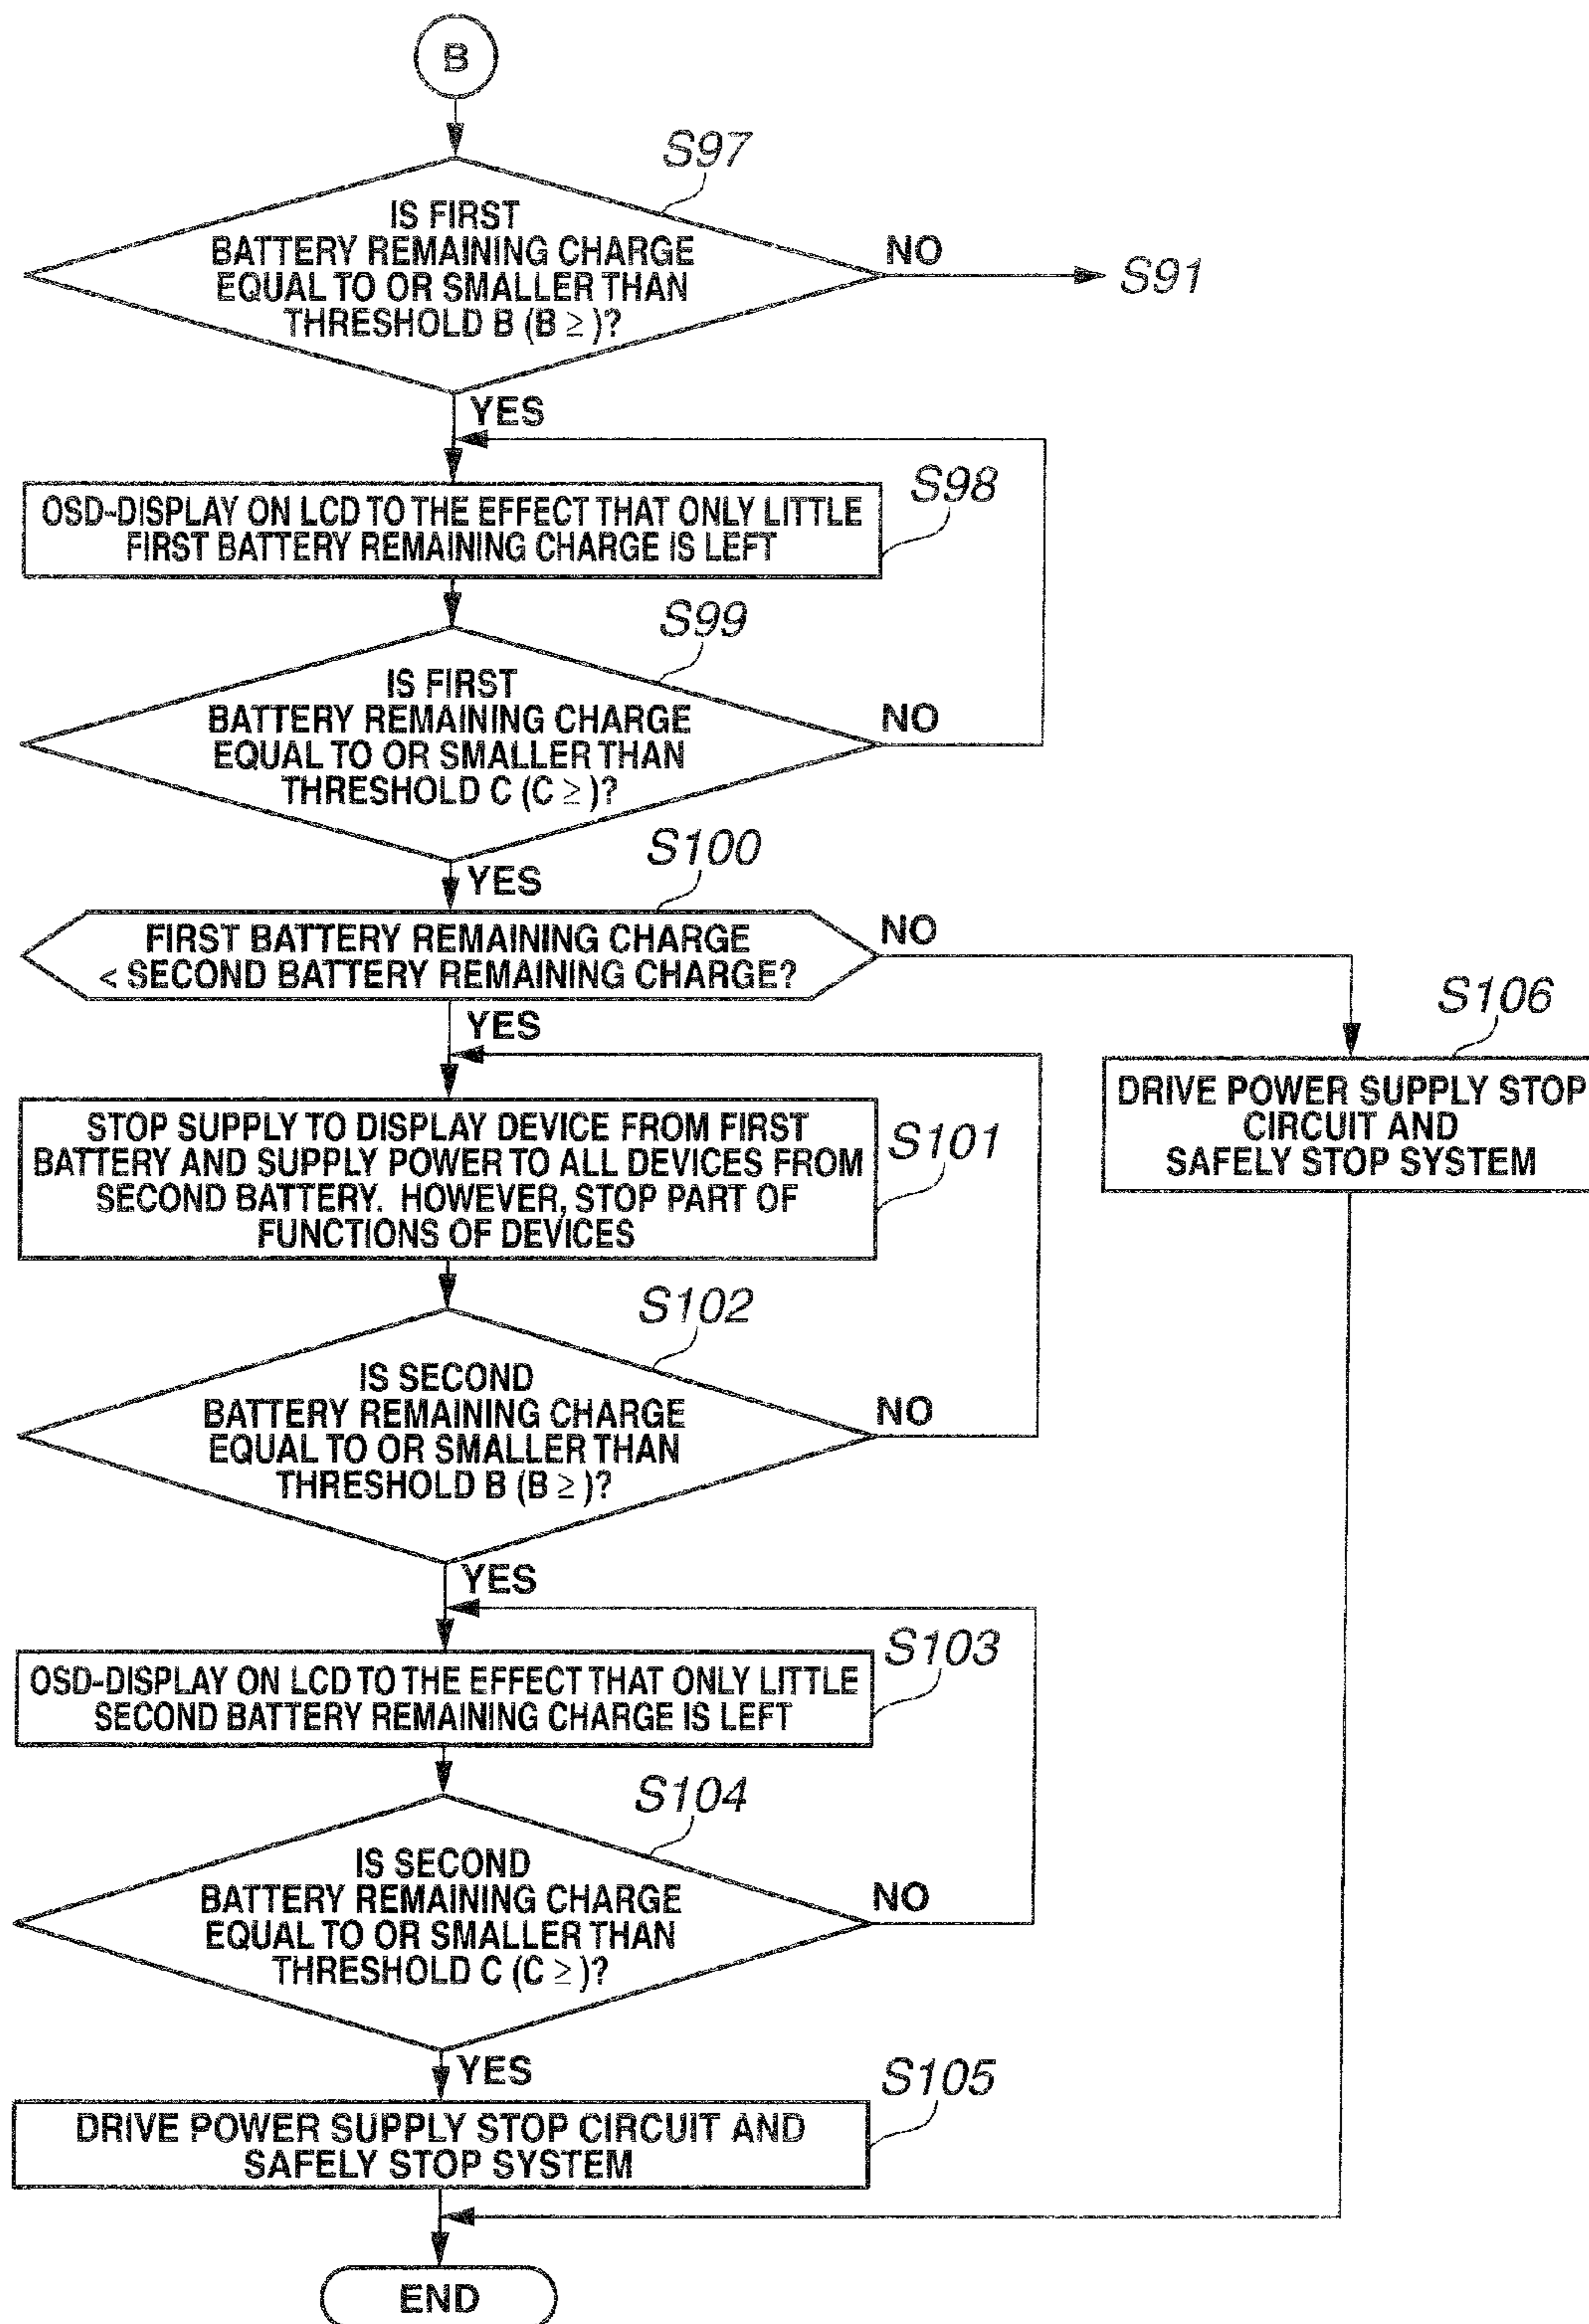 B
S97
IS FIRST
BATTERY REMAINING CHARGE
EQUAL TO OR SMALLER THAN
THRESHOLD B (B ≥ )?
NO
S91
YES
S98
OSD-DISPLAY ON LCD TO THE EFFECT THAT ONLY LITTLE
FIRST BATTERY REMAINING CHARGE IS LEFT
S99
IS FIRST
BATTERY REMAINING CHARGE
EQUAL TO OR SMALLER THAN
THRESHOLD C (C ≥ )?
NO
YES
S100
FIRST BATTERY REMAINING CHARGE
< SECOND BATTERY REMAINING CHARGE?
NO
YES
S106
DRIVE POWER SUPPLY STOP
CIRCUIT AND
SAFELY STOP SYSTEM
S101
STOP SUPPLY TO DISPLAY DEVICE FROM FIRST
BATTERY AND SUPPLY POWER TO ALL DEVICES FROM
SECOND BATTERY. HOWEVER, STOP PART OF
FUNCTIONS OF DEVICES
S102
IS SECOND
BATTERY REMAINING CHARGE
EQUAL TO OR SMALLER THAN
THRESHOLD B (B ≥ )?
NO
YES
S103
OSD-DISPLAY ON LCD TO THE EFFECT THAT ONLY LITTLE
SECOND BATTERY REMAINING CHARGE IS LEFT
S104
IS SECOND
BATTERY REMAINING CHARGE
EQUAL TO OR SMALLER THAN
THRESHOLD C (C ≥ )?
NO
YES
S105
DRIVE POWER SUPPLY STOP CIRCUIT AND
SAFELY STOP SYSTEM
END